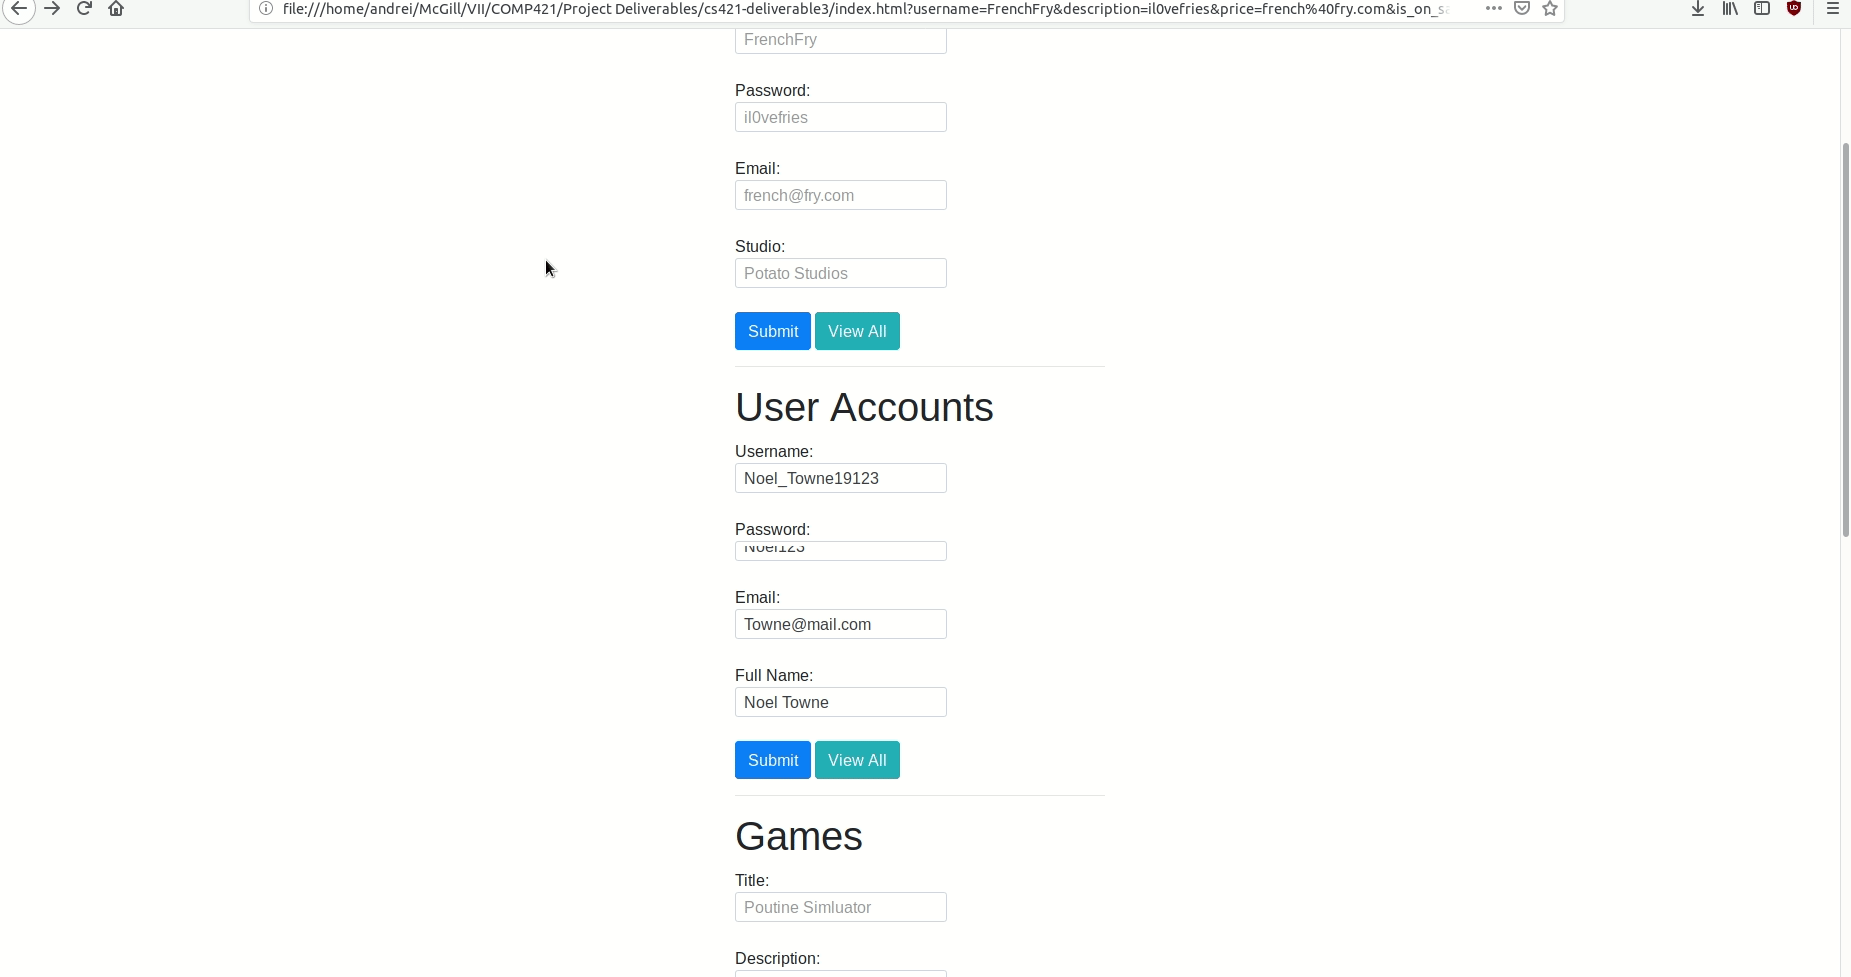 file:///home/andrei/McGill/VII/COMP421/Project Deliverables/cs421-deliverable3/index.html?username=FrenchFry&description=il0vefries&price=french%40fry.com&is_on_sa
FrenchFry
Password:
il0vefries
Email:
french@fry.com
Studio:
Potato Studios
Submit View All
User Accounts
Username:
Noel_Towne19123
Password:
Noel123
Email:
Towne@mail.com
Full Name:
Noel Towne
Submit View All
Games
Title:
Poutine Simluator
Description: